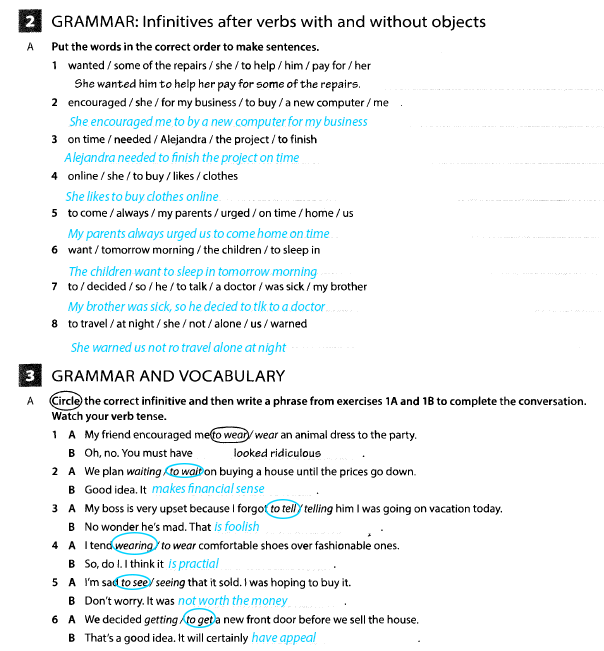 2 GRAMMAR: Infinitives after verbs with and without objects
A Put the words in the correct order to make sentences.
1 wanted / some of the repairs / she / to help / him / pay for / her
She wanted him to help her pay for some of the repairs.
2 encouraged / she / for my business / to buy / a new computer / me .
She encouraged me to by a new computer for my business
3 on time / needed / Alejandra / the project / to finish
Alejandra needed to finish the project on time
4 online / she / to buy / likes / clothes
She likes to buy clothes online
5 to come / always / my parents / urged / on time / home / us
My parents always urged us to come home on time
6 want / tomorrow morning / the children / to sleep in
The children want to sleep in tomorrow morning
7 to / decided / so / he / to talk / a doctor / was sick / my brother
My brother was sick, so he decied to tlk to a doctor
8 to travel / at night / she / not / alone / us / warned
She warned us not ro travel alone at night
3 GRAMMAR AND VOCABULARY
A Circle the correct infinitive and then write a phrase from exercises 1A and 1B to complete the conversation.
Watch your verb tense.
1 A My friend encouraged me to wear / wear an animal dress to the party.
B Oh, no. You must have looked ridiculous .
2 A We plan waiting / to wait on buying a house until the prices go down.
B Good idea. It makes financial sense .
3 A My boss is very upset because I forgot to tell / telling him I was going on vacation today.
B No wonder he's mad. That is foolish .
4 A I tend wearing / to wear comfortable shoes over fashionable ones.
B So, do I. I think it is practial .
5 A I'm sad to see / seeing that it sold. I was hoping to buy it.
B Don't worry. It was not worth the money .
6 A We decided getting / to get a new front door before we sell the house.
B That's a good idea. It will certainly have appeal .